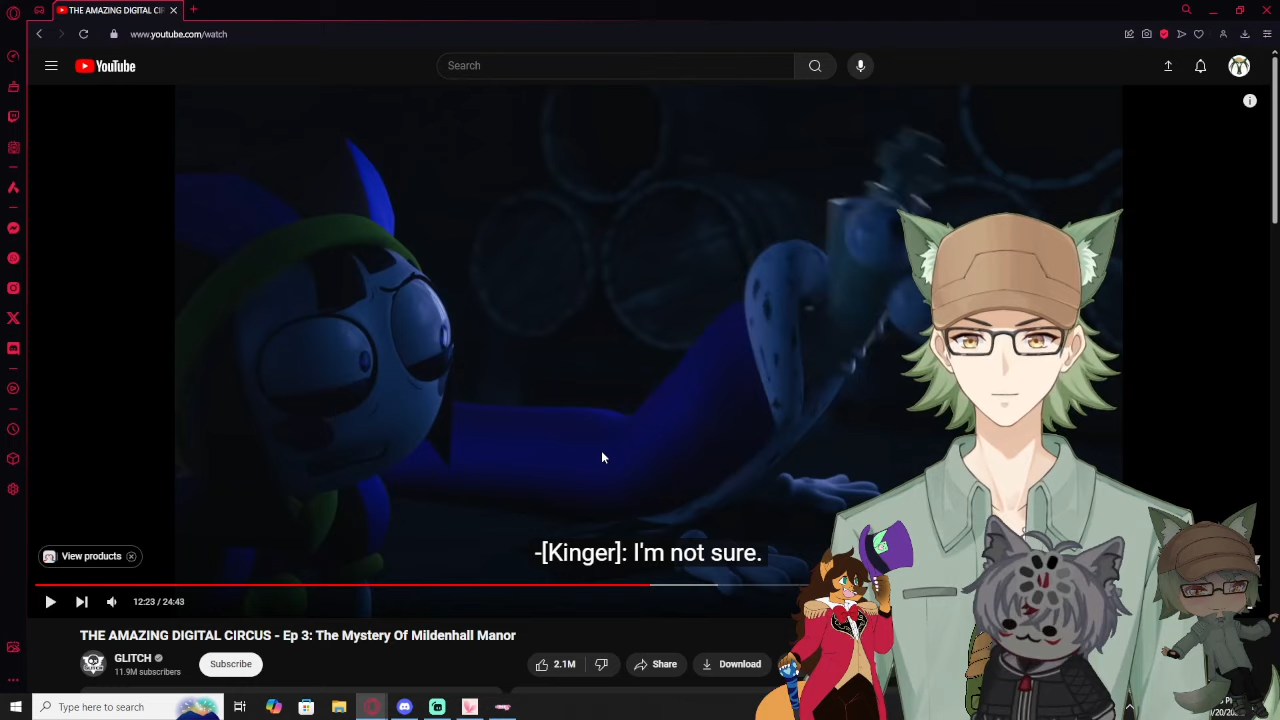 THE AMAZING DIGITAL CIR
www.youtube.com/watch
YouTube
Search
-[Kinger]: I'm not sure.
View products
12:23 / 24:43
THE AMAZING DIGITAL CIRCUS - Ep 3: The Mystery Of Mildenhall Manor
GLITCH
11.9M subscribers
Subscribe
2.1M
Share
Download
Type here to search